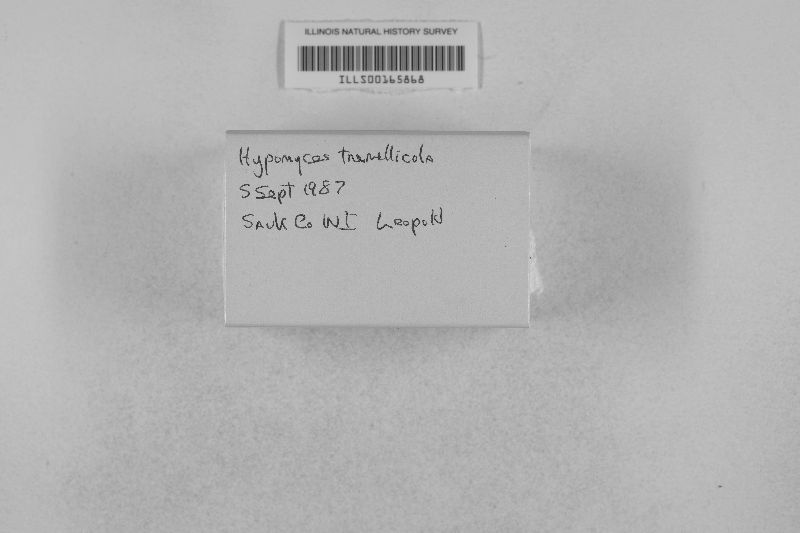 ILLINOIS NATURAL HISTORY SURVEY
ILLS00165868
Hypomyces tremellicola
5 Sept 1987
Sauk Co WI Leopold